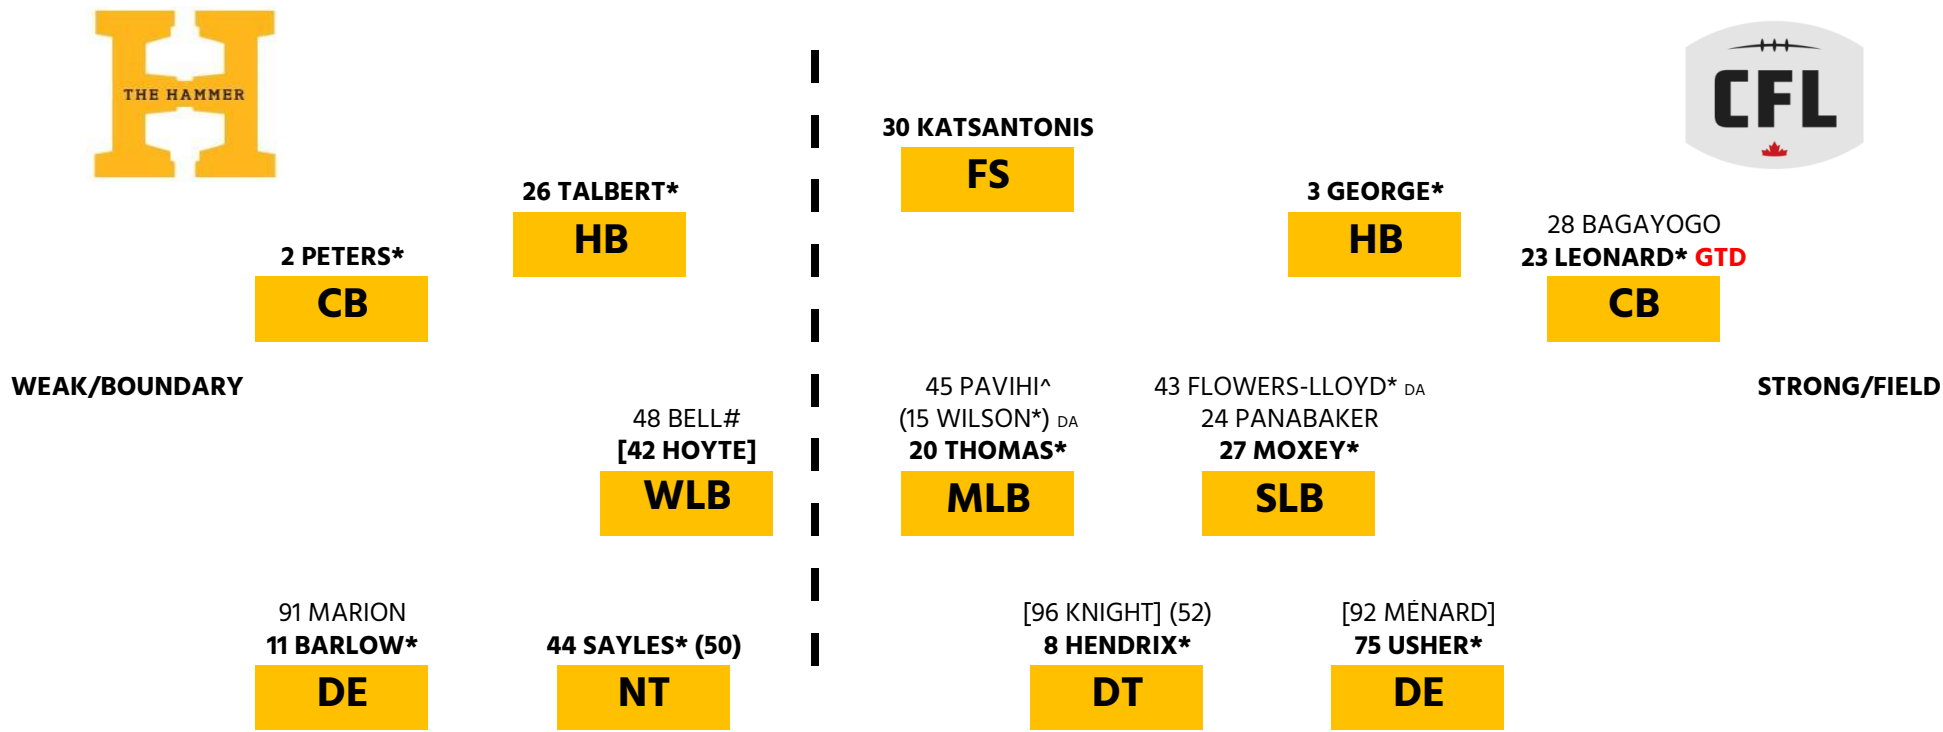 THE HAMMER
CFL
30 KATSANTONIS
FS
26 TALBERT*
HB
3 GEORGE*
HB
28 BAGAYOGO
23 LEONARD* GTD
CB
2 PETERS*
CB
WEAK/BOUNDARY
STRONG/FIELD
48 BELL#
[42 HOYTE]
WLB
45 PAVIHI^
(15 WILSON*) DA
20 THOMAS*
MLB
43 FLOWERS-LLOYD* DA
24 PANABAKER
27 MOXEY*
SLB
91 MARION
11 BARLOW*
DE
44 SAYLES* (50)
NT
[96 KNIGHT] (52)
8 HENDRIX*
DT
[92 MÉNARD]
75 USHER*
DE